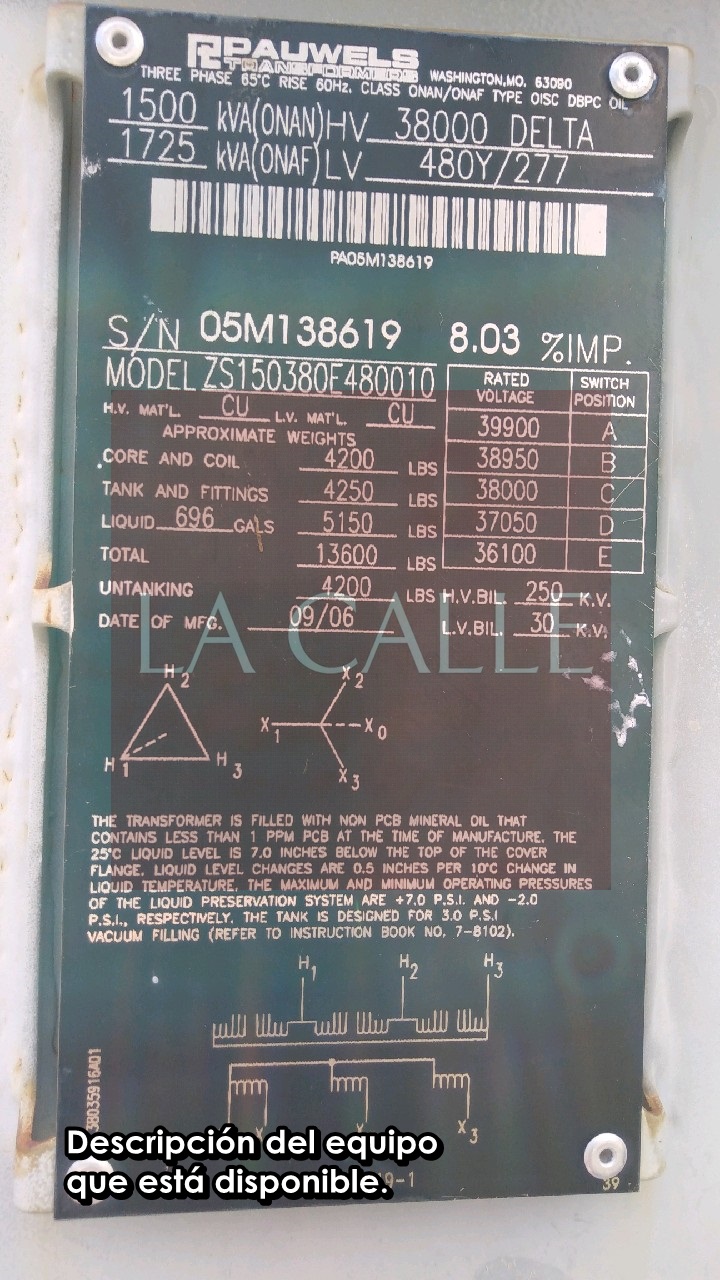 PAUWELS
TRANSFORMERS WASHINGTON,MO. 63090
THREE PHASE 65°C RISE 60Hz. CLASS ONAN/ONAF TYPE OISC DBPC OIL
1500 kVA(ONAN) HV 38000 DELTA
1725 kVA(ONAF) LV 480Y/277
PA05M138619
S/N 05M138619 8.03 %IMP.
MODEL ZS150380E480010
H.V. MAT'L. CU L.V. MAT'L. CU
APPROXIMATE WEIGHTS
CORE AND COIL 4200 LBS
TANK AND FITTINGS 4250 LBS
LIQUID 696 GALS 5150 LBS
TOTAL 13600 LBS
UNTANKING 4200 LBS
DATE OF MFG. 09/06
RATED VOLTAGE SWITCH POSITION
39900 A
38950 B
38000 C
37050 D
36100 E
H.V.BIL. 250 K.V.
L.V.BIL. 30 K.V.
LA CALLE
H2
H1 H3
X2
X1 X0
X3
THE TRANSFORMER IS FILLED WITH NON PCB MINERAL OIL THAT
CONTAINS LESS THAN 1 PPM PCB AT THE TIME OF MANUFACTURE. THE
25°C LIQUID LEVEL IS 7.0 INCHES BELOW THE TOP OF THE COVER
FLANGE. LIQUID LEVEL CHANGES ARE 0.5 INCHES PER 10°C CHANGE IN
LIQUID TEMPERATURE. THE MAXIMUM AND MINIMUM OPERATING PRESSURES
OF THE LIQUID PRESERVATION SYSTEM ARE +7.0 P.S.I. AND -2.0
P.S.I., RESPECTIVELY. THE TANK IS DESIGNED FOR 3.0 P.S.I
VACUUM FILLING (REFER TO INSTRUCTION BOOK NO. 7-8102).
H1 H2 H3
X3
Descripción del equipo
que está disponible.
39